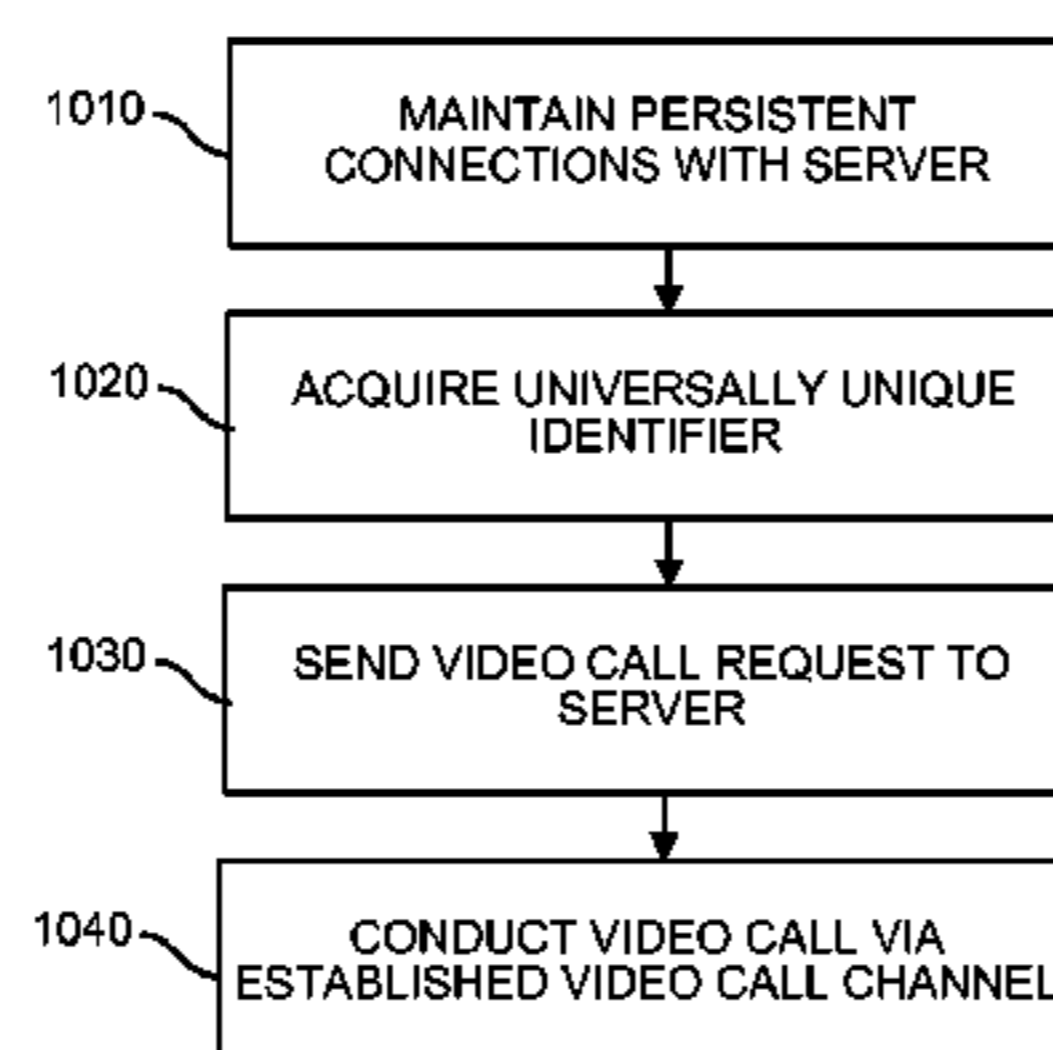 1010
MAINTAIN PERSISTENT
CONNECTIONS WITH SERVER
1020
ACQUIRE UNIVERSALLY UNIQUE
IDENTIFIER
1030
SEND VIDEO CALL REQUEST TO
SERVER
1040
CONDUCT VIDEO CALL VIA
ESTABLISHED VIDEO CALL CHANNEL